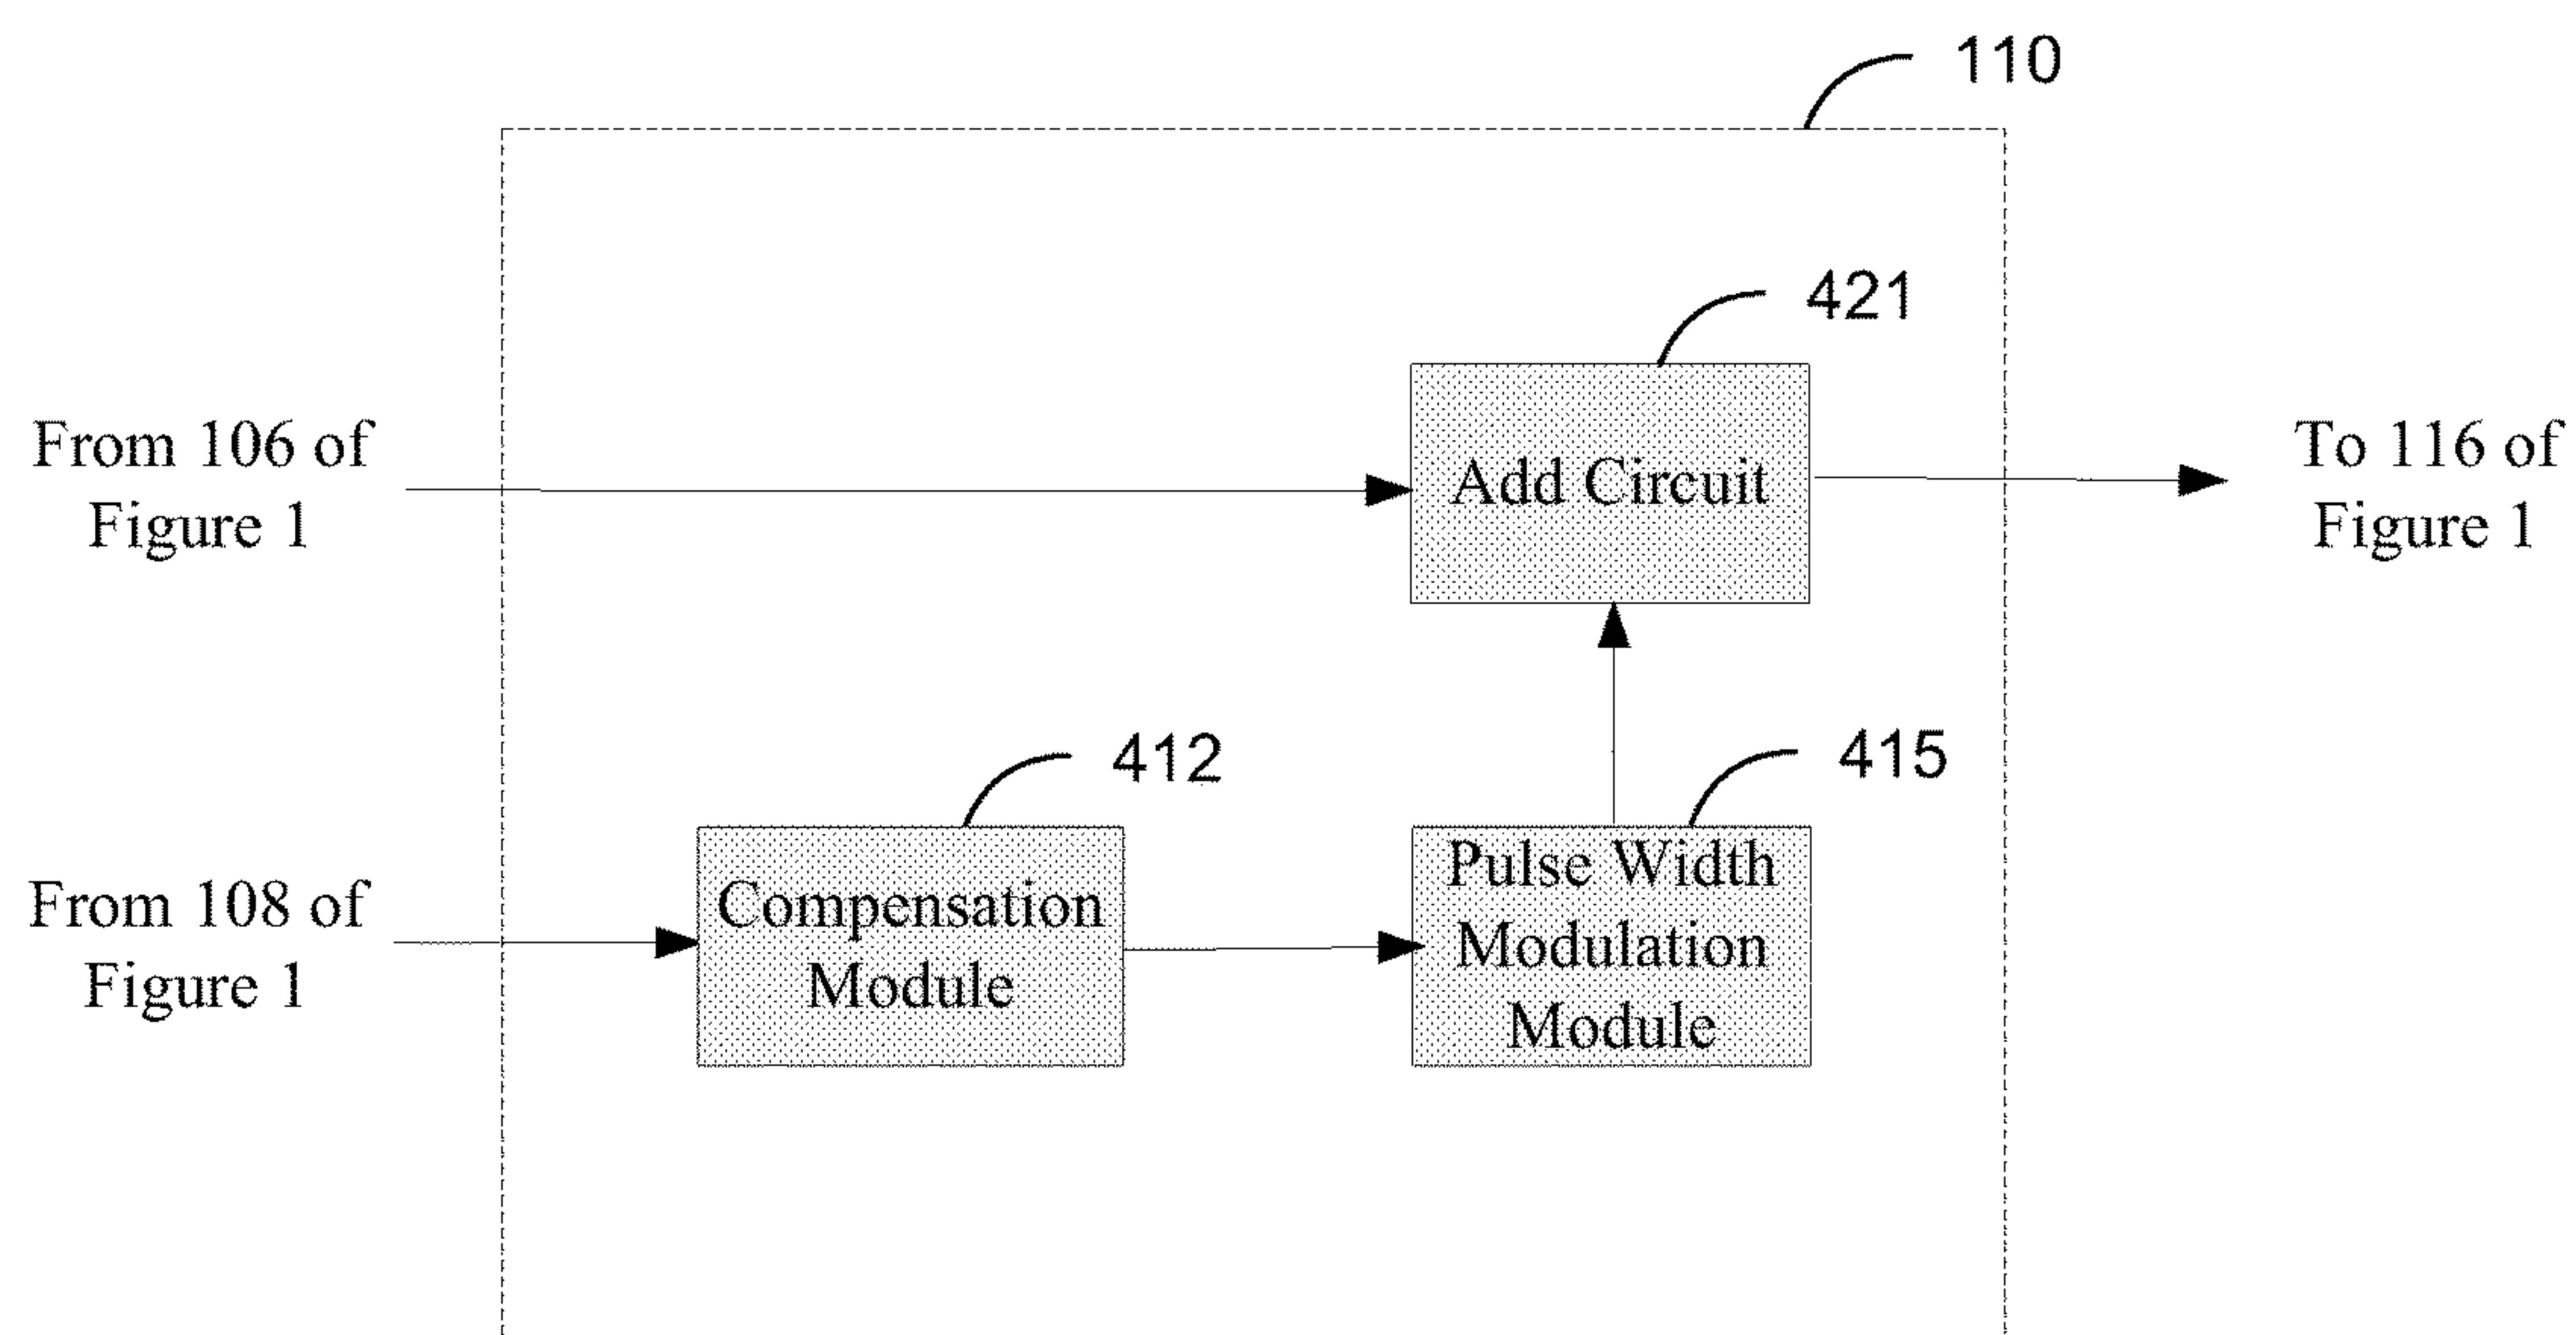 110
421
From 106 of
Figure 1
Add Circuit
To 116 of
Figure 1
412
415
From 108 of
Figure 1
Compensation
Module
Pulse Width
Modulation
Module